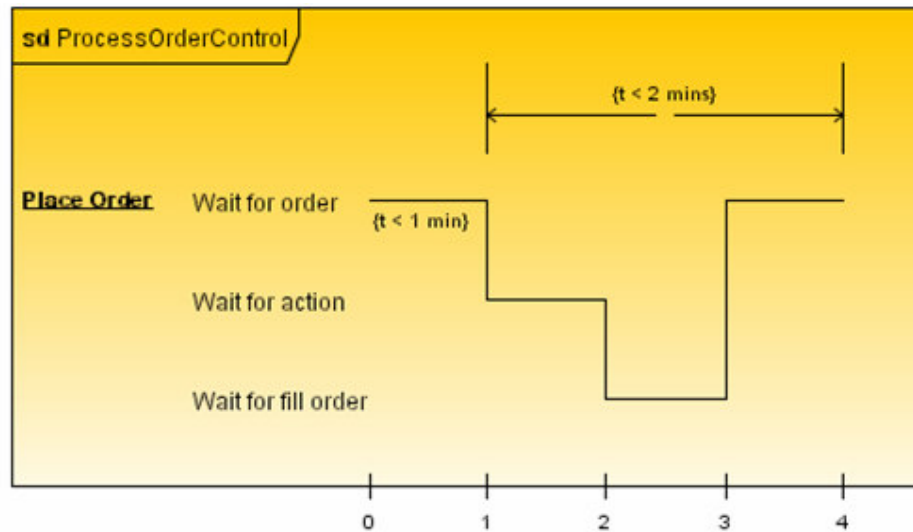 sd ProcessOrderControl
{t < 2 mins}
Place Order Wait for order
{t < 1 min}
Wait for action
Wait for fill order
0 1 2 3 4